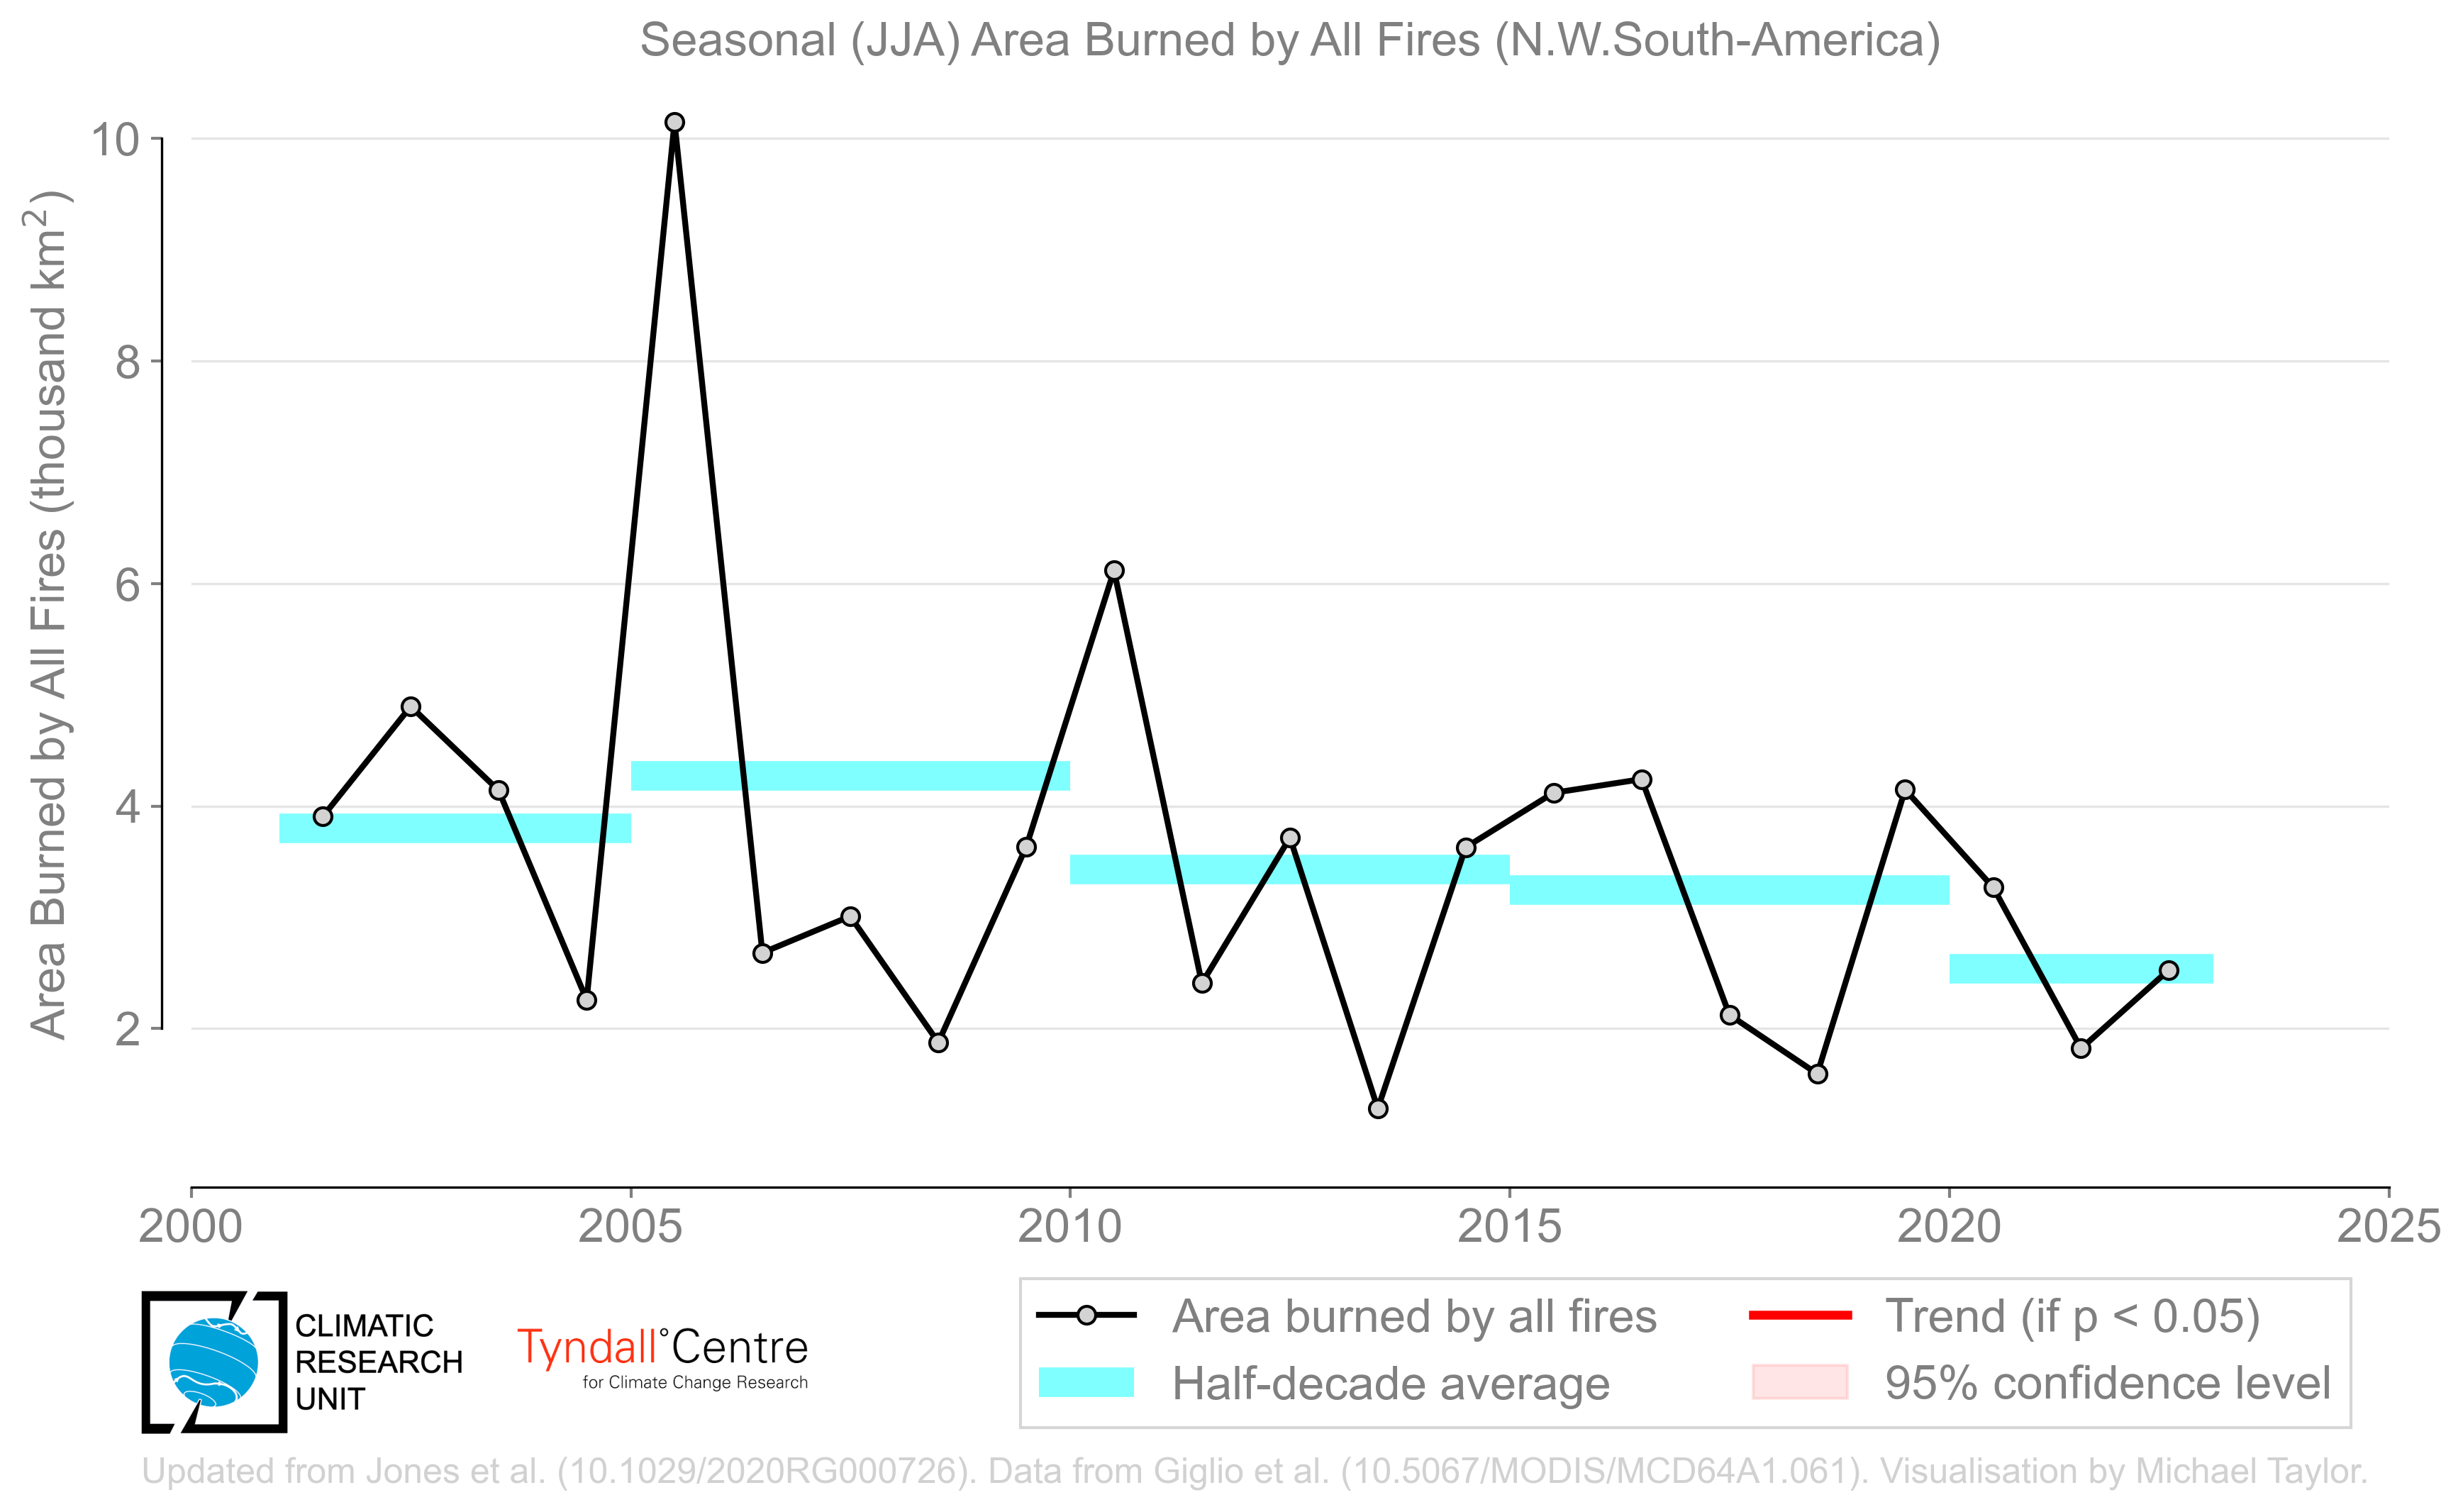 Seasonal (JJA) Area Burned by All Fires (N.W.South-America)
Area Burned by All Fires (thousand km²)
10
8
6
4
2
2000 2005 2010 2015 2020 2025
CLIMATIC
RESEARCH
UNIT
Tyndall°Centre
for Climate Change Research
Area burned by all fires
Half-decade average
Trend (if p < 0.05)
95% confidence level
Updated from Jones et al. (10.1029/2020RG000726). Data from Giglio et al. (10.5067/MODIS/MCD64A1.061). Visualisation by Michael Taylor.